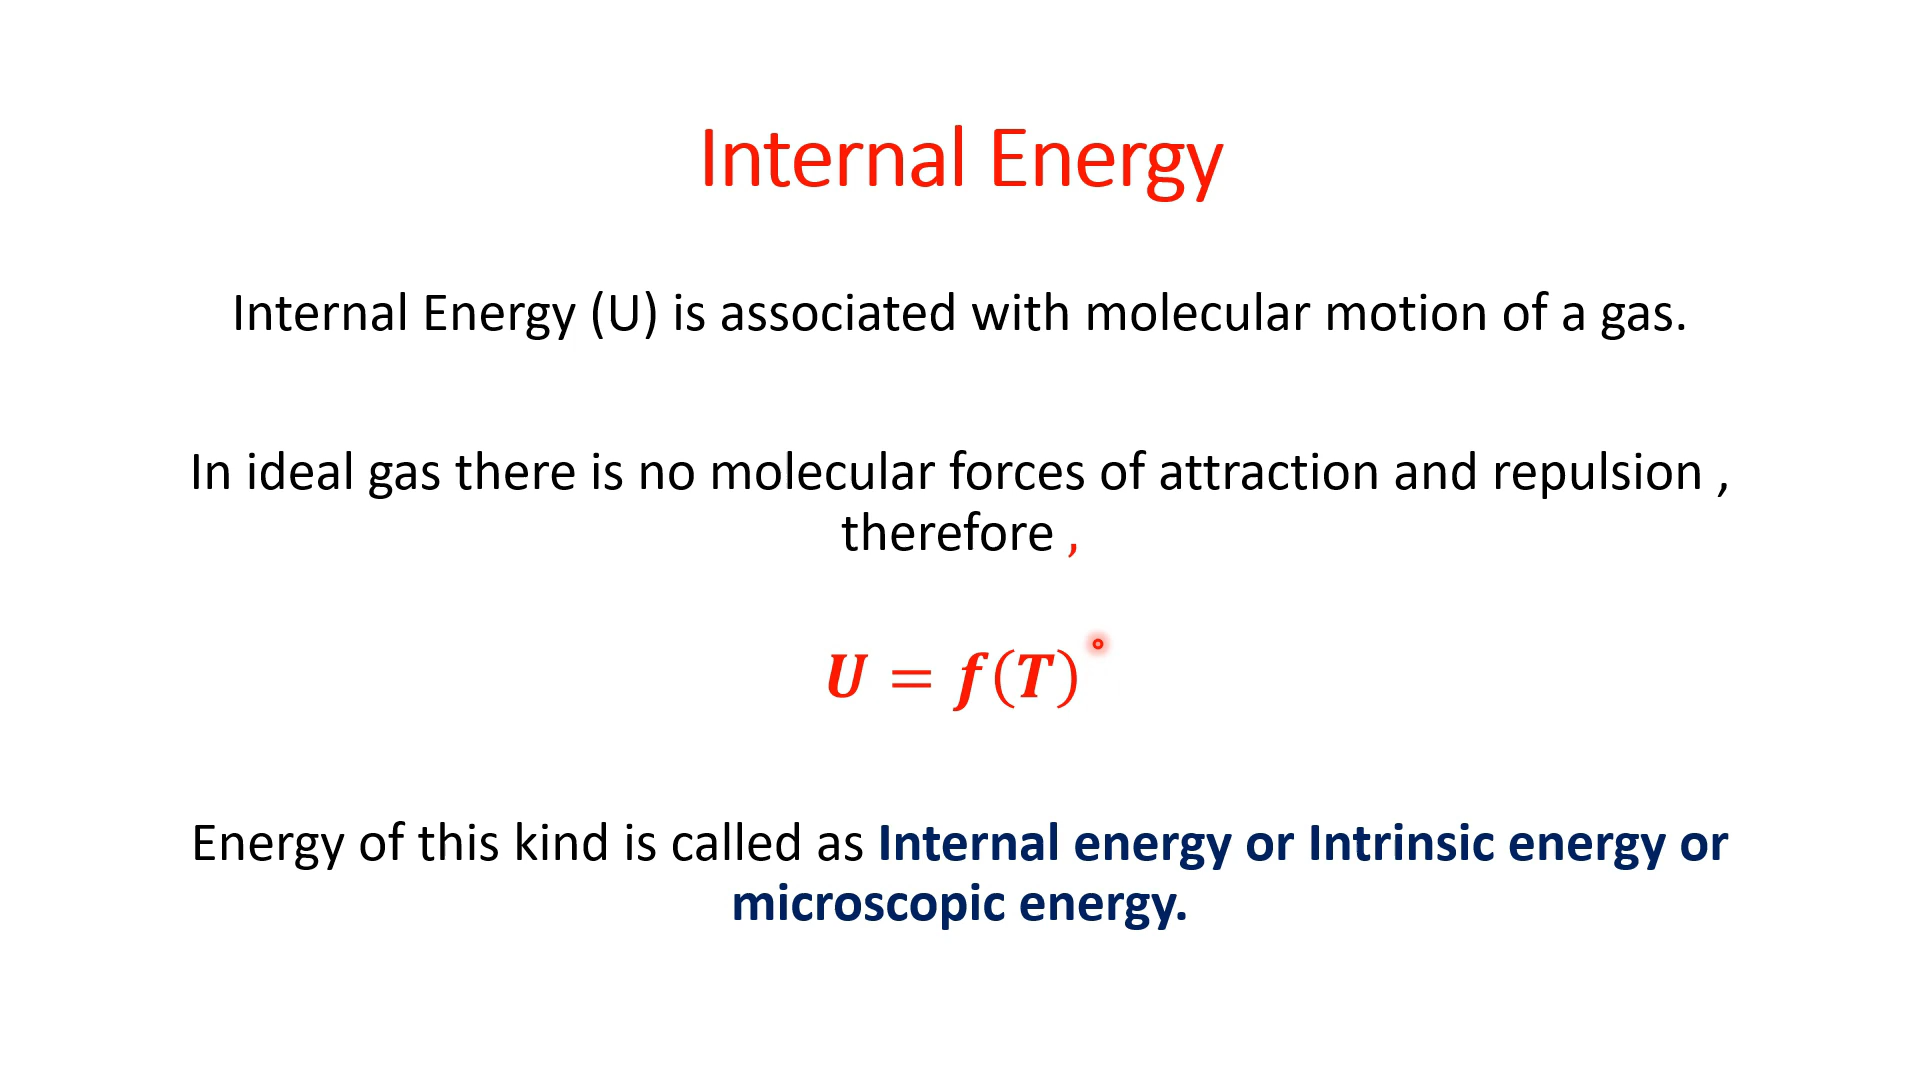 Internal Energy
Internal Energy (U) is associated with molecular motion of a gas.
In ideal gas there is no molecular forces of attraction and repulsion ,
therefore ,
U = f(T)
Energy of this kind is called as Internal energy or Intrinsic energy or
microscopic energy.